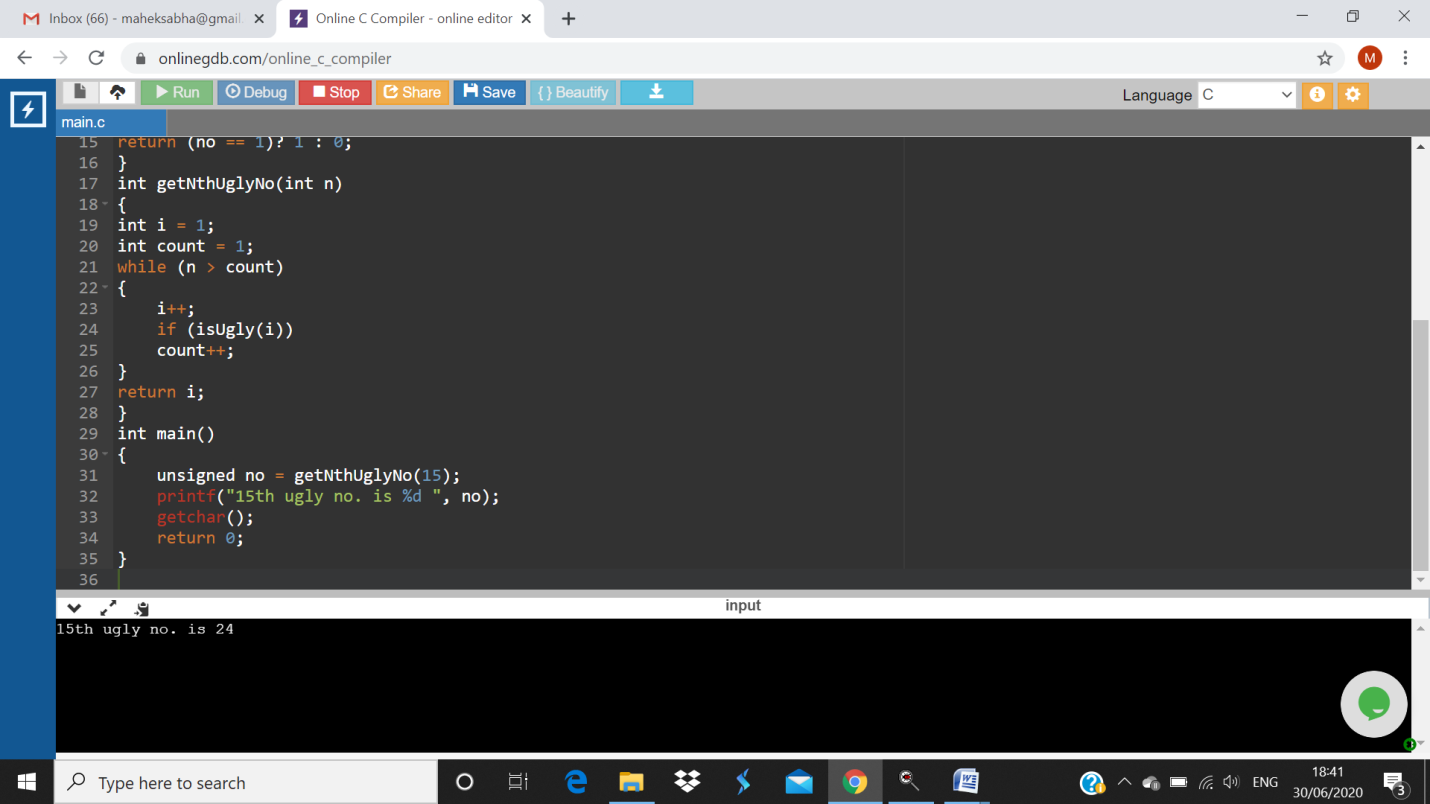 Inbox (66) - maheksabha@gmail.
Online C Compiler - online editor
onlinegdb.com/online_c_compiler
M
Run Debug Stop Share Save { } Beautify
Language C
main.c
15 return (no == 1)? 1 : 0;
16 }
17 int getNthUglyNo(int n)
18 {
19 int i = 1;
20 int count = 1;
21 while (n > count)
22 {
23 i++;
24 if (isUgly(i))
25 count++;
26 }
27 return i;
28 }
29 int main()
30 {
31 unsigned no = getNthUglyNo(15);
32 printf("15th ugly no. is %d ", no);
33 getchar();
34 return 0;
35 }
36
input
15th ugly no. is 24
Type here to search
ENG
18:41
30/06/2020
3